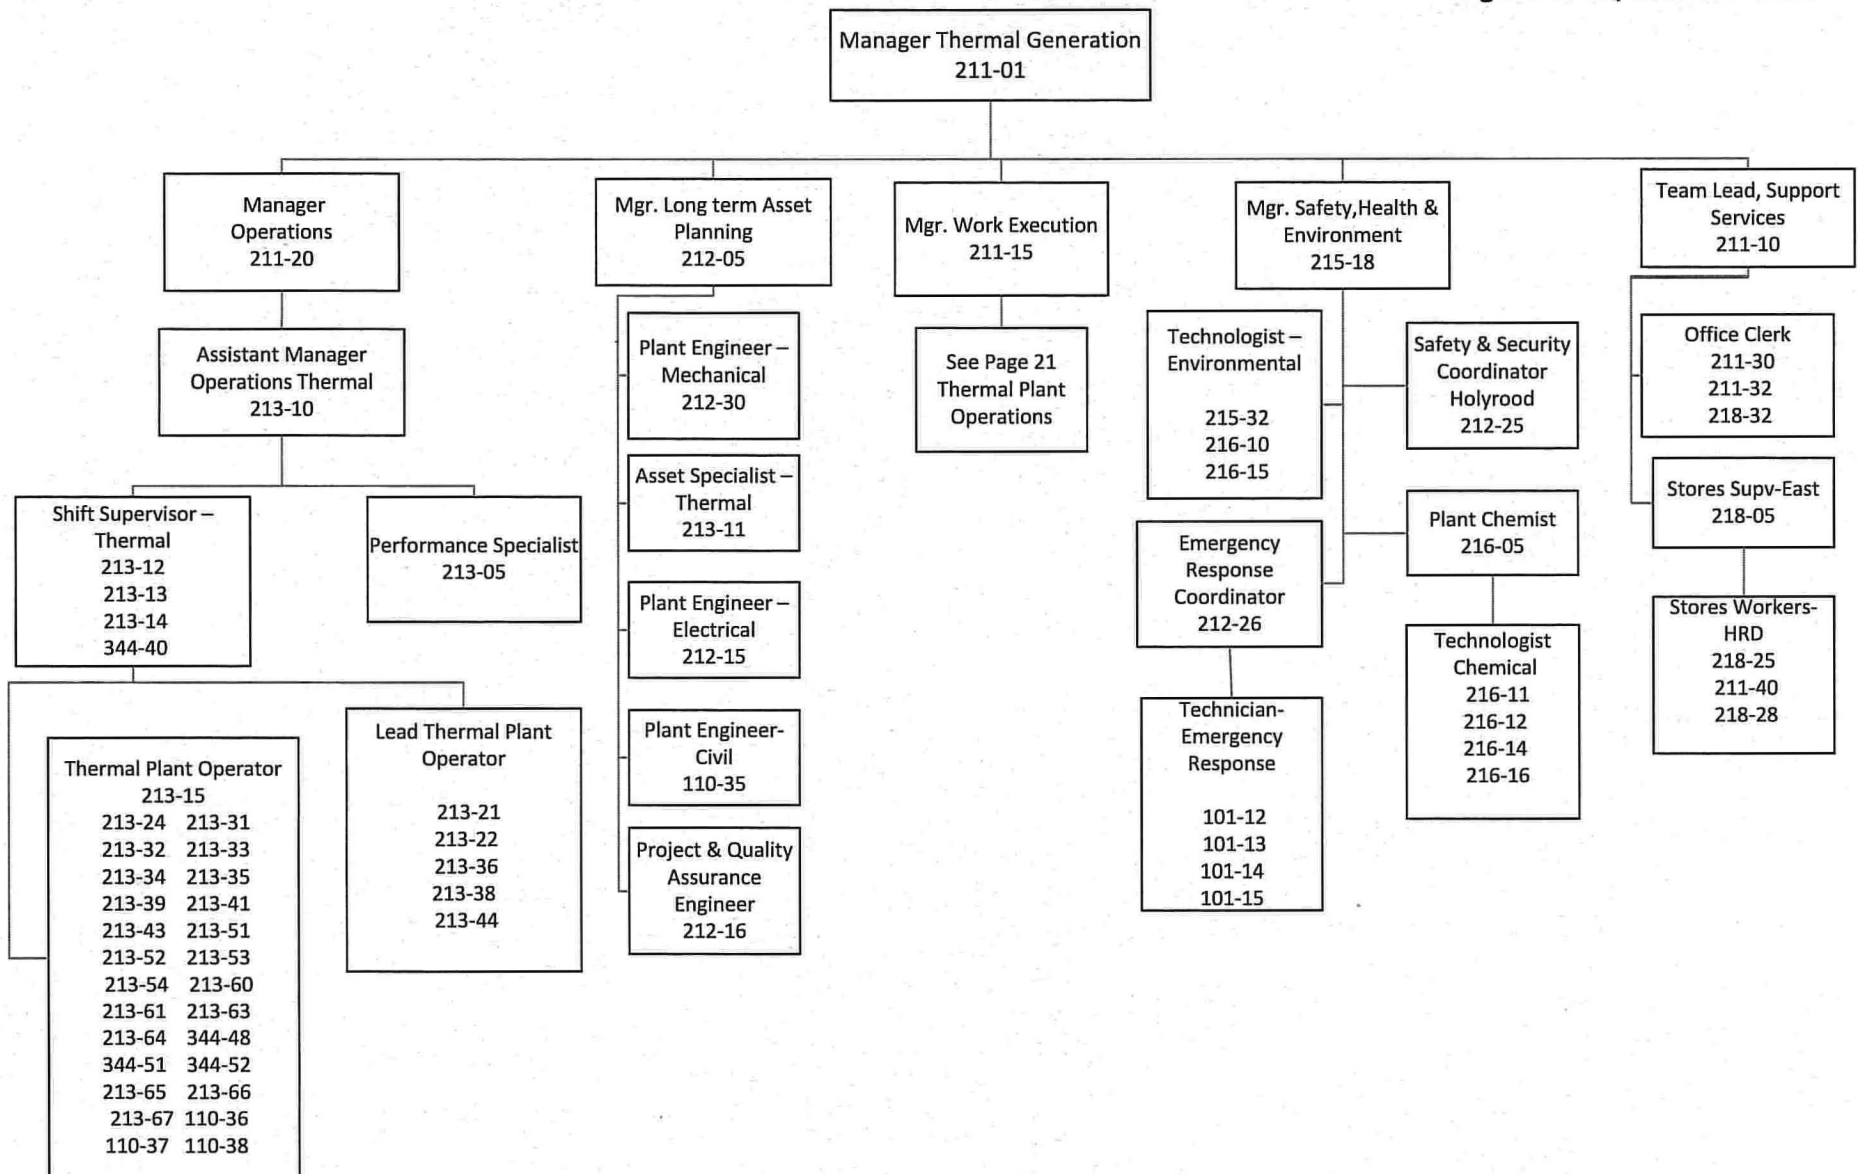 Manager Thermal Generation
211-01
Manager
Operations
211-20
Mgr. Long term Asset
Planning
212-05
Mgr. Work Execution
211-15
Mgr. Safety,Health &
Environment
215-18
Team Lead, Support
Services
211-10
Assistant Manager
Operations Thermal
213-10
Shift Supervisor –
Thermal
213-12
213-13
213-14
344-40
Performance Specialist
213-05
Thermal Plant Operator
213-15
213-24 213-31
213-32 213-33
213-34 213-35
213-39 213-41
213-43 213-51
213-52 213-53
213-54 213-60
213-61 213-63
213-64 344-48
344-51 344-52
213-65 213-66
213-67 110-36
110-37 110-38
Lead Thermal Plant
Operator
213-21
213-22
213-36
213-38
213-44
Plant Engineer –
Mechanical
212-30
Asset Specialist –
Thermal
213-11
Plant Engineer –
Electrical
212-15
Plant Engineer-
Civil
110-35
Project & Quality
Assurance
Engineer
212-16
See Page 21
Thermal Plant
Operations
Technologist –
Environmental
215-32
216-10
216-15
Emergency
Response
Coordinator
212-26
Technician-
Emergency
Response
101-12
101-13
101-14
101-15
Safety & Security
Coordinator
Holyrood
212-25
Plant Chemist
216-05
Technologist
Chemical
216-11
216-12
216-14
216-16
Office Clerk
211-30
211-32
218-32
Stores Supv-East
218-05
Stores Workers-
HRD
218-25
211-40
218-28